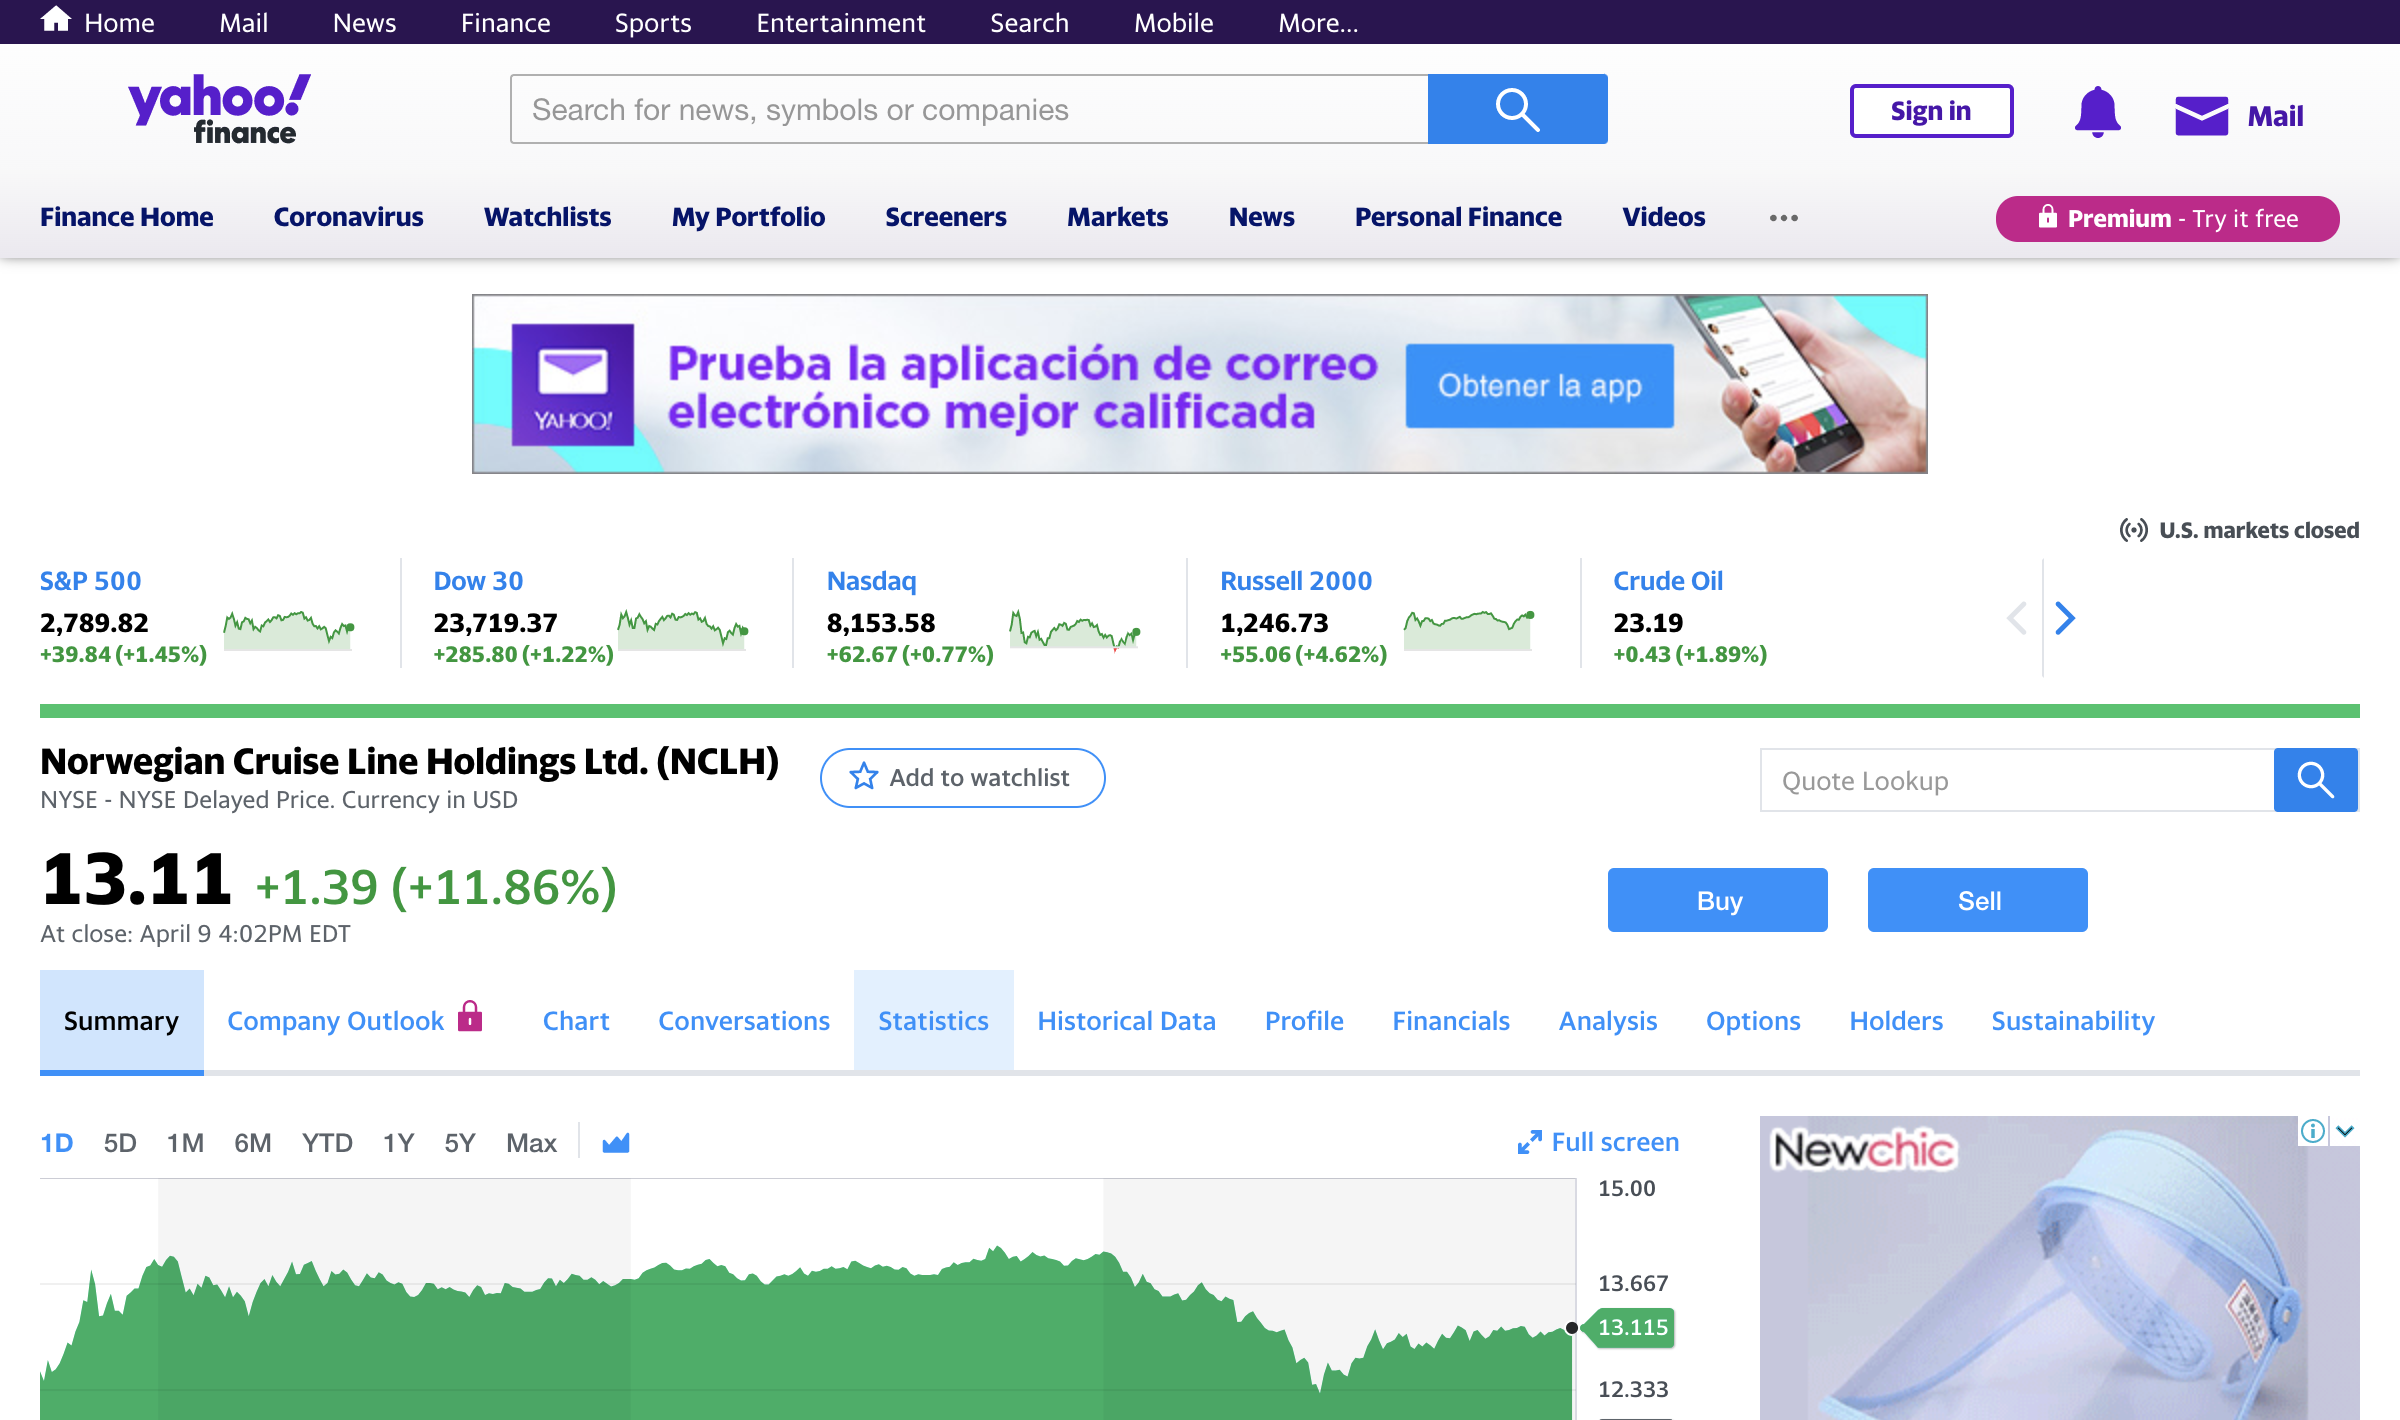 Home Mail News Finance Sports Entertainment Search Mobile More...
yahoo!
finance
Search for news, symbols or companies
Sign in
Mail
Finance Home Coronavirus Watchlists My Portfolio Screeners Markets News Personal Finance Videos ••• Premium - Try it free
YAHOO!
Prueba la aplicación de correo
electrónico mejor calificada
Obtener la app
U.S. markets closed
S&P 500
2,789.82
+39.84 (+1.45%)
Dow 30
23,719.37
+285.80 (+1.22%)
Nasdaq
8,153.58
+62.67 (+0.77%)
Russell 2000
1,246.73
+55.06 (+4.62%)
Crude Oil
23.19
+0.43 (+1.89%)
Norwegian Cruise Line Holdings Ltd. (NCLH)
NYSE - NYSE Delayed Price. Currency in USD
Add to watchlist
Quote Lookup
13.11 +1.39 (+11.86%)
At close: April 9 4:02PM EDT
Buy
Sell
Summary Company Outlook Chart Conversations Statistics Historical Data Profile Financials Analysis Options Holders Sustainability
1D 5D 1M 6M YTD 1Y 5Y Max
Full screen
15.00
13.667
13.115
12.333
Newchic